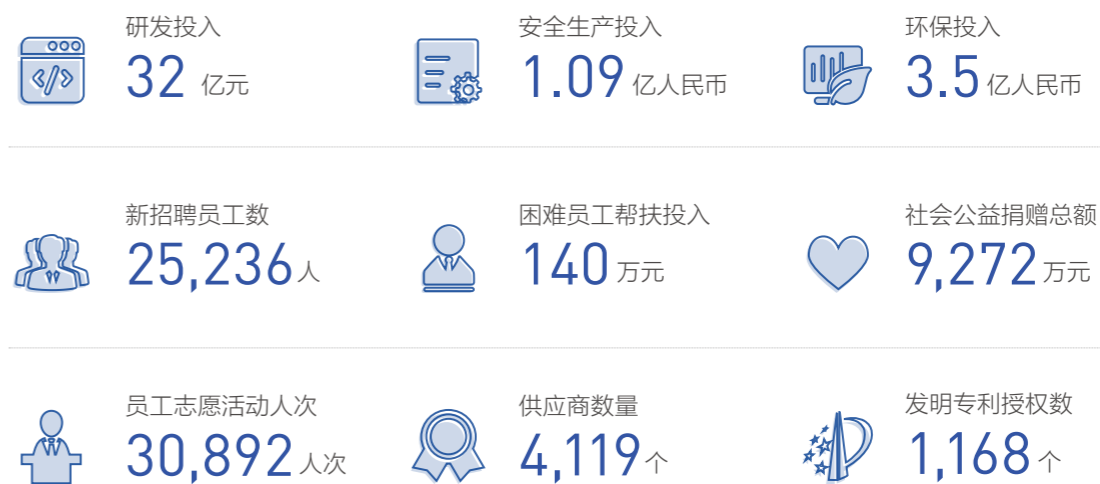 研发投入
32 亿元
安全生产投入
1.09 亿人民币
环保投入
3.5 亿人民币
新招聘员工数
25,236 人
困难员工帮扶投入
140 万元
社会公益捐赠总额
9,272 万元
员工志愿活动人次
30,892 人次
供应商数量
4,119 个
发明专利授权数
1,168 个